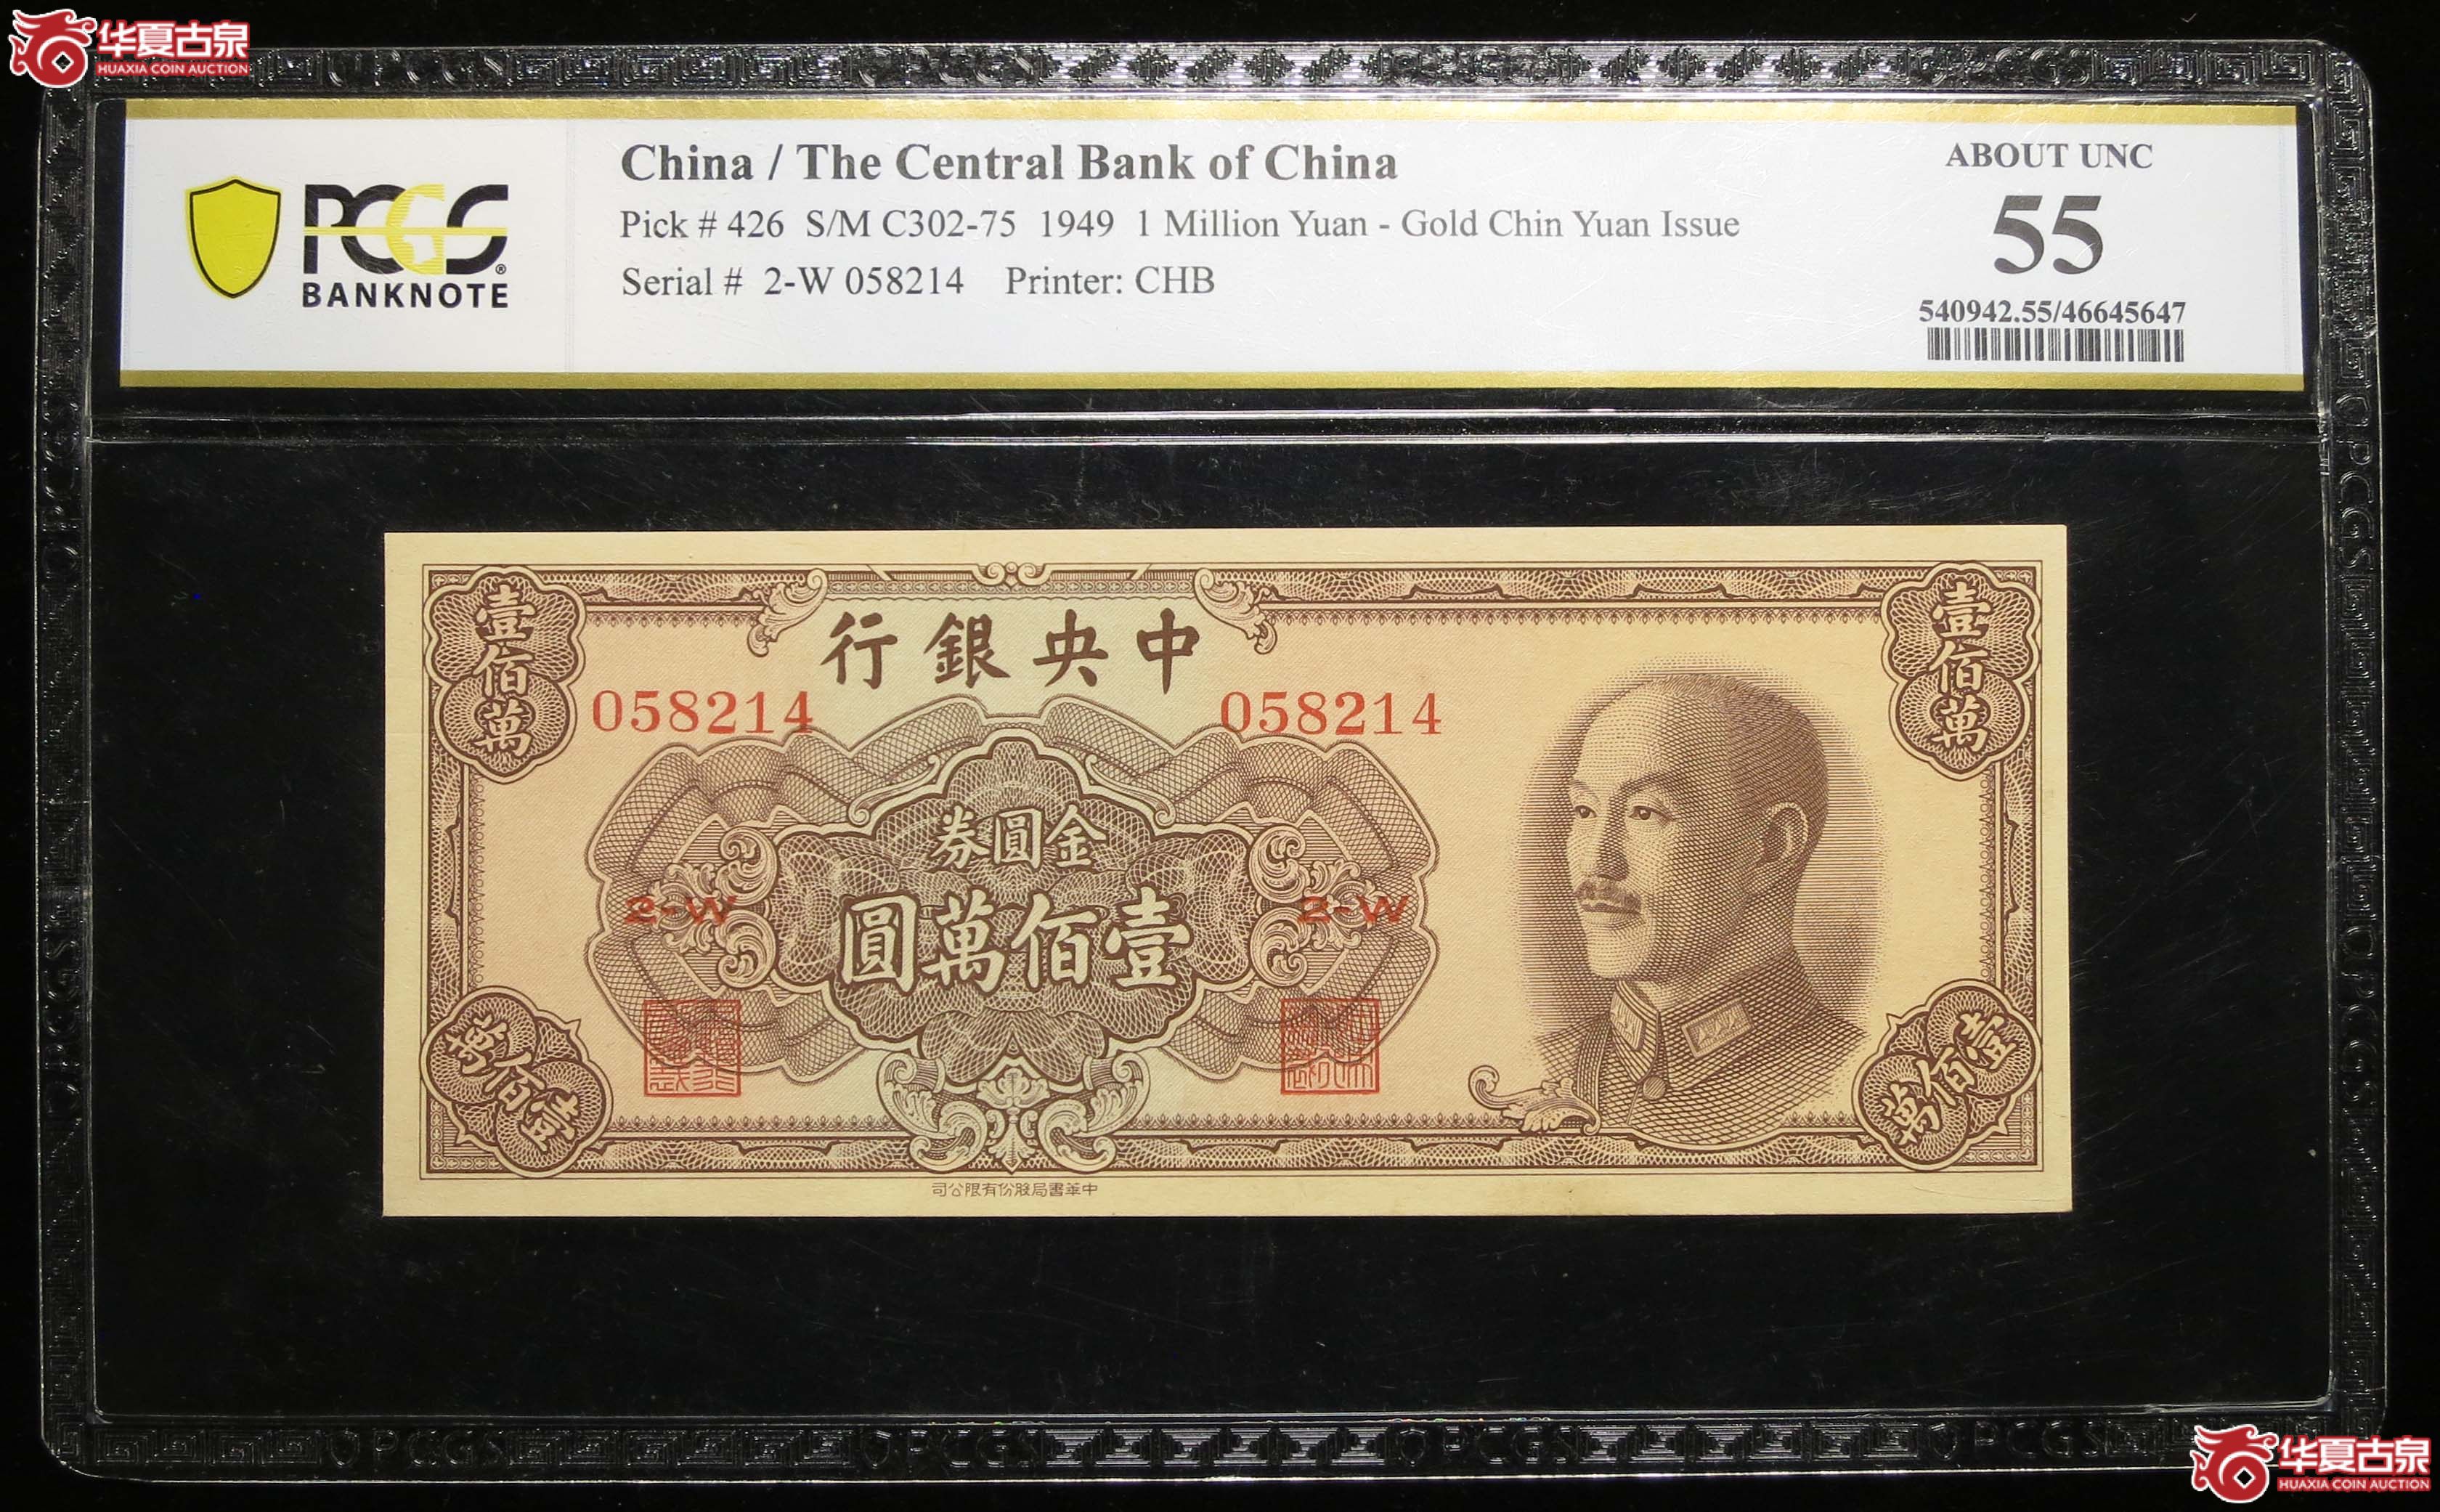 华夏古泉
HUAXIA COIN AUCTION
PCGS
BANKNOTE
China / The Central Bank of China
Pick # 426 S/M C302-75 1949 1 Million Yuan - Gold Chin Yuan Issue
Serial # 2-W 058214 Printer: CHB
ABOUT UNC
55
540942.55/46645647
壹佰萬
行銀央中
壹佰萬
058214
058214
券圓金
圓萬佰壹
2-W
2-W
萬佰壹
萬佰壹
司公限有份股局書華中
华夏古泉
HUAXIA COIN AUCTION